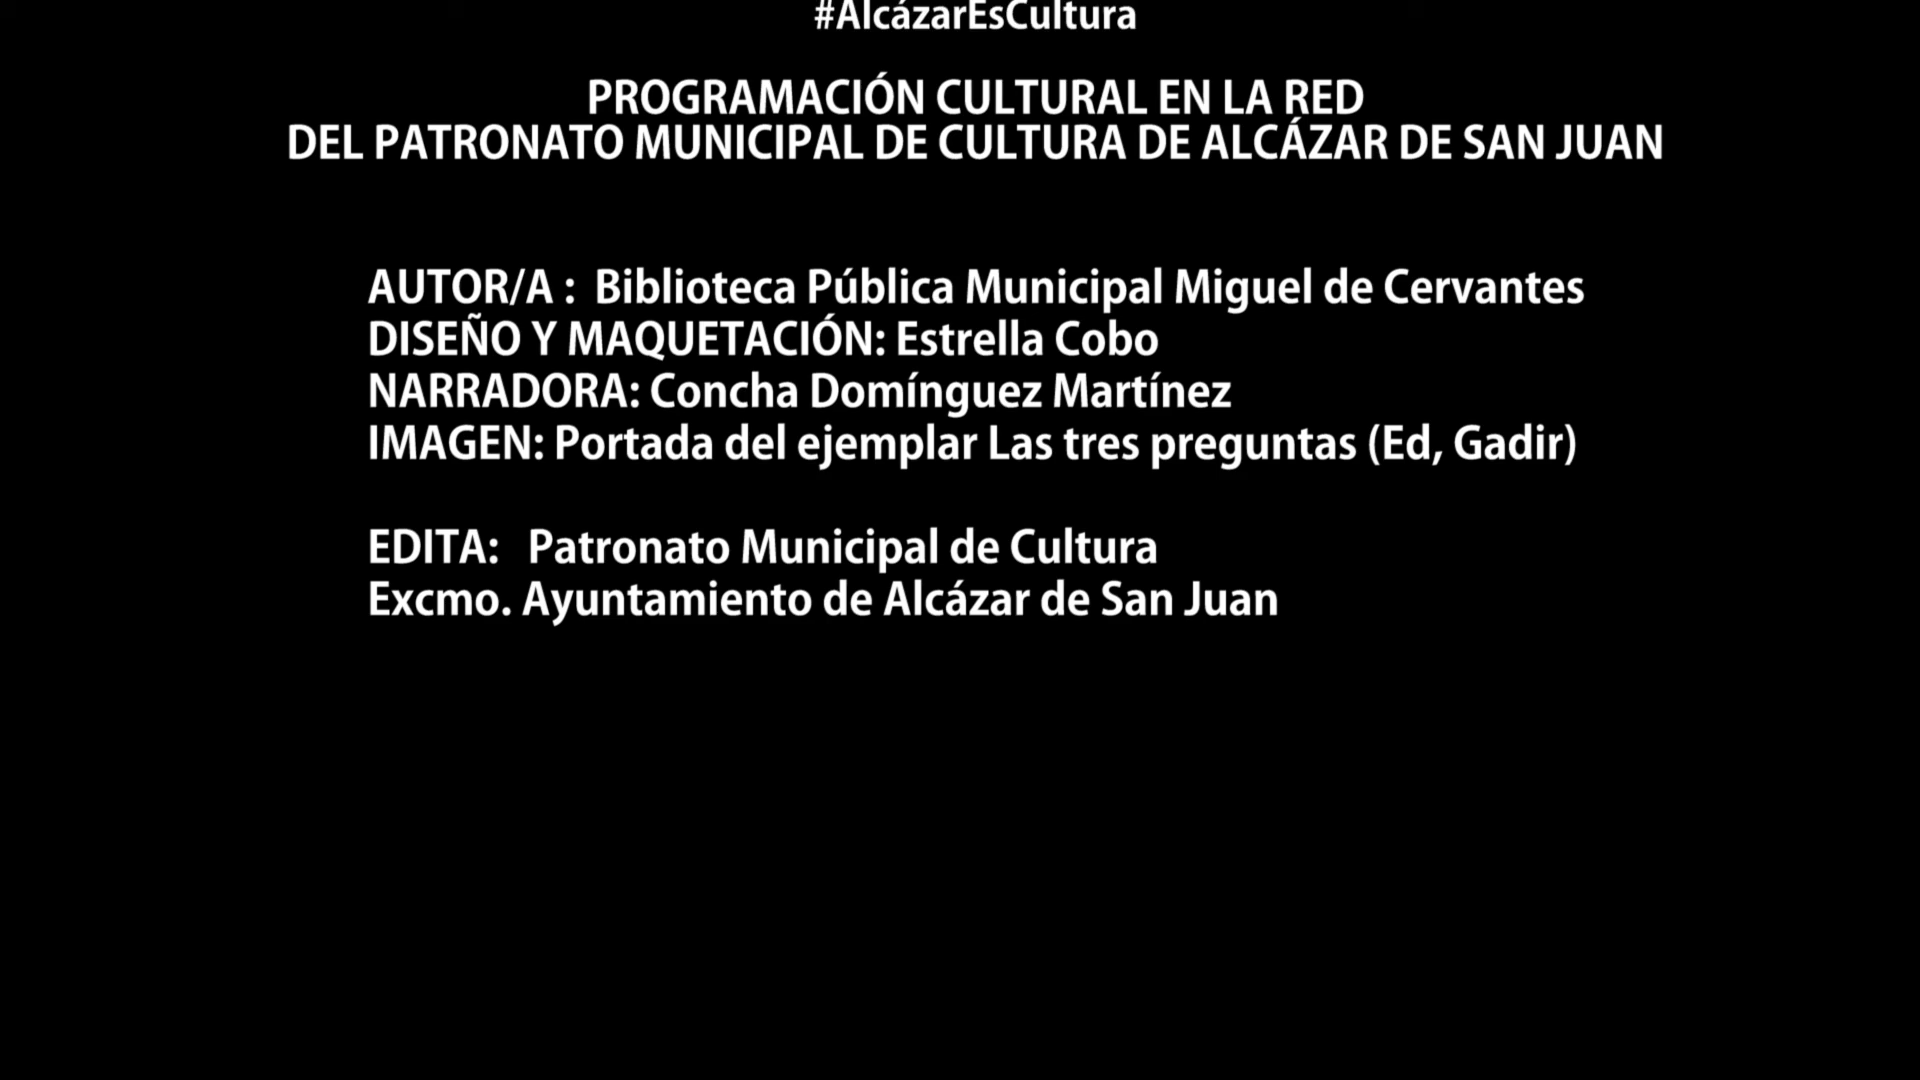 #AlcázarEsCultura
PROGRAMACIÓN CULTURAL EN LA RED
DEL PATRONATO MUNICIPAL DE CULTURA DE ALCÁZAR DE SAN JUAN
AUTOR/A : Biblioteca Pública Municipal Miguel de Cervantes
DISEÑO Y MAQUETACIÓN: Estrella Cobo
NARRADORA: Concha Domínguez Martínez
IMAGEN: Portada del ejemplar Las tres preguntas (Ed, Gadir)
EDITA: Patronato Municipal de Cultura
Excmo. Ayuntamiento de Alcázar de San Juan